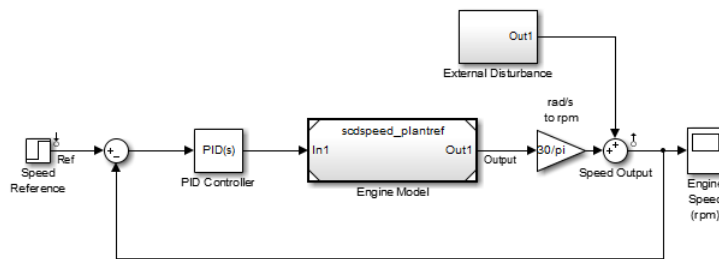 Out1
External Disturbance
rad/s
to rpm
scdspeed_plantref
Ref
PID(s)
In1
Out1
Output
30/pi
Speed
Reference
PID Controller
Engine Model
Speed Output
Engine
Speed
(rpm)